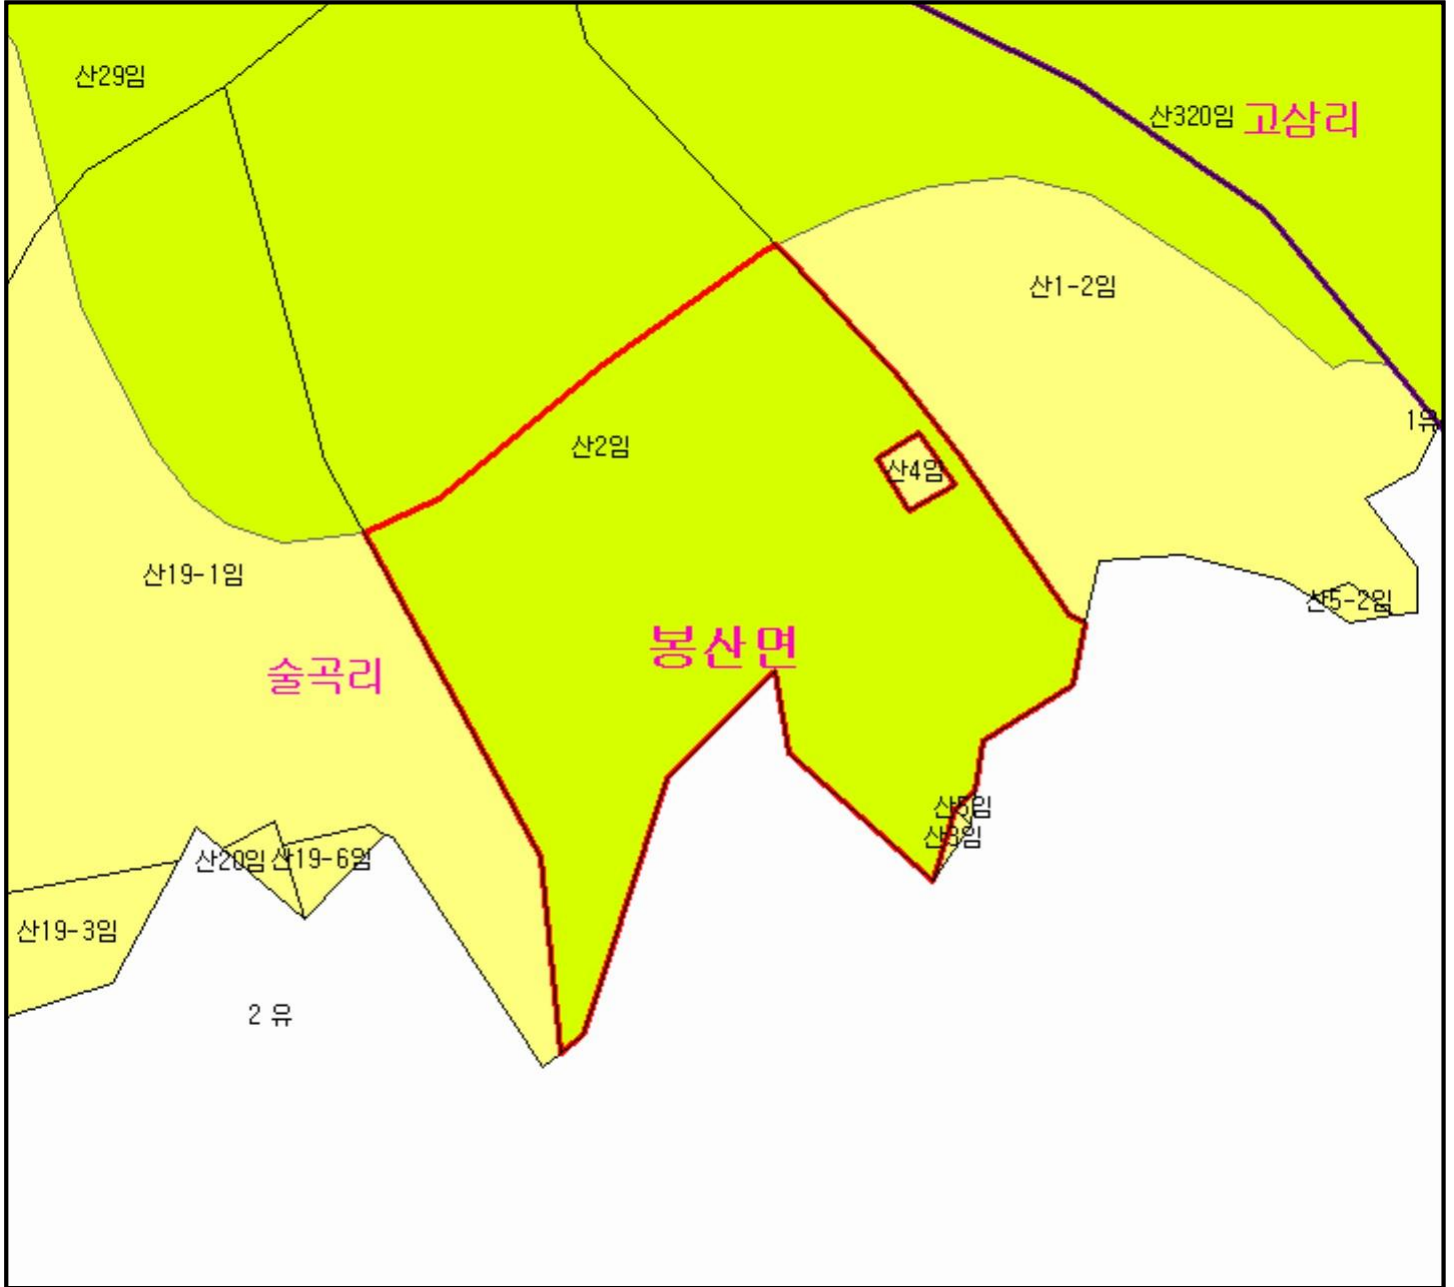 산29임
산320임 고삼리
산1-2임
1유
산2임
산4임
산19-1임
산5-2임
봉산면
술곡리
산5임
산3임
산20임 산19-6임
산19-3임
2 유